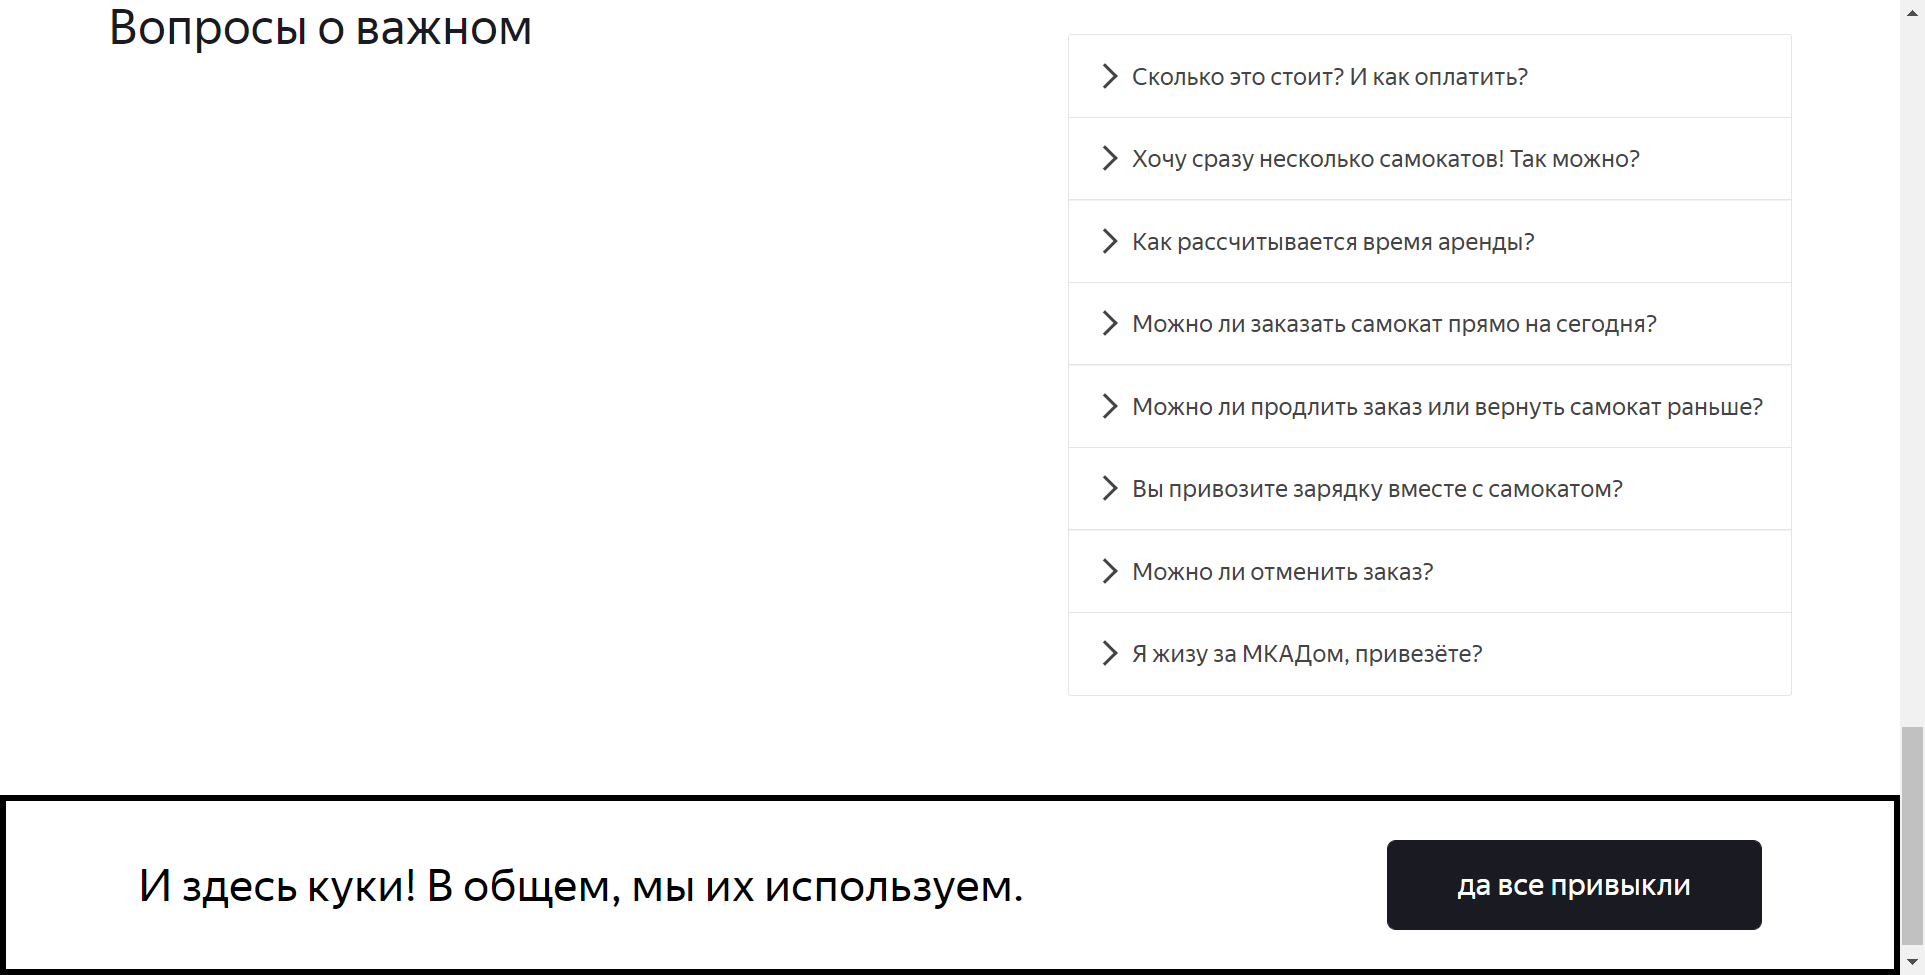 Вопросы о важном
Сколько это стоит? И как оплатить?
Хочу сразу несколько самокатов! Так можно?
Как рассчитывается время аренды?
Можно ли заказать самокат прямо на сегодня?
Можно ли продлить заказ или вернуть самокат раньше?
Вы привозите зарядку вместе с самокатом?
Можно ли отменить заказ?
Я жизу за МКАДом, привезёте?
И здесь куки! В общем, мы их используем.
да все привыкли